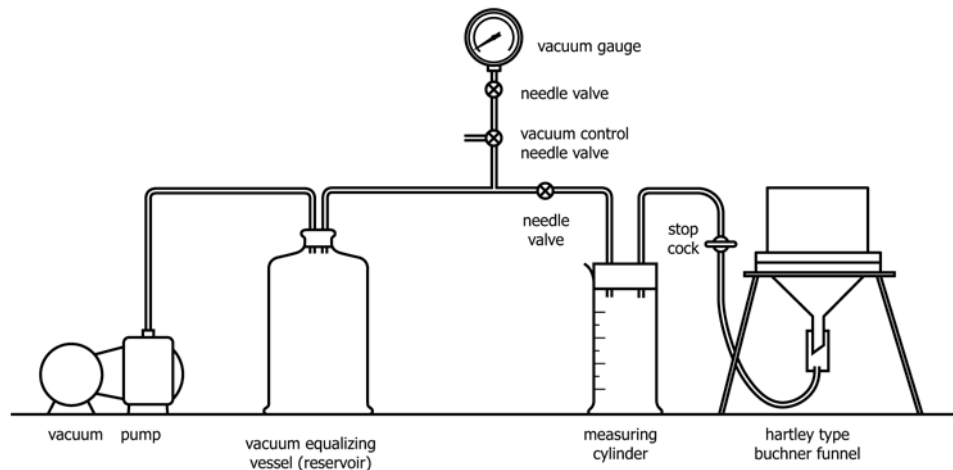 vacuum gauge
needle valve
vacuum control
needle valve
needle
valve
stop
cock
vacuum
pump
vacuum equalizing
vessel (reservoir)
measuring
cylinder
hartley type
buchner funnel